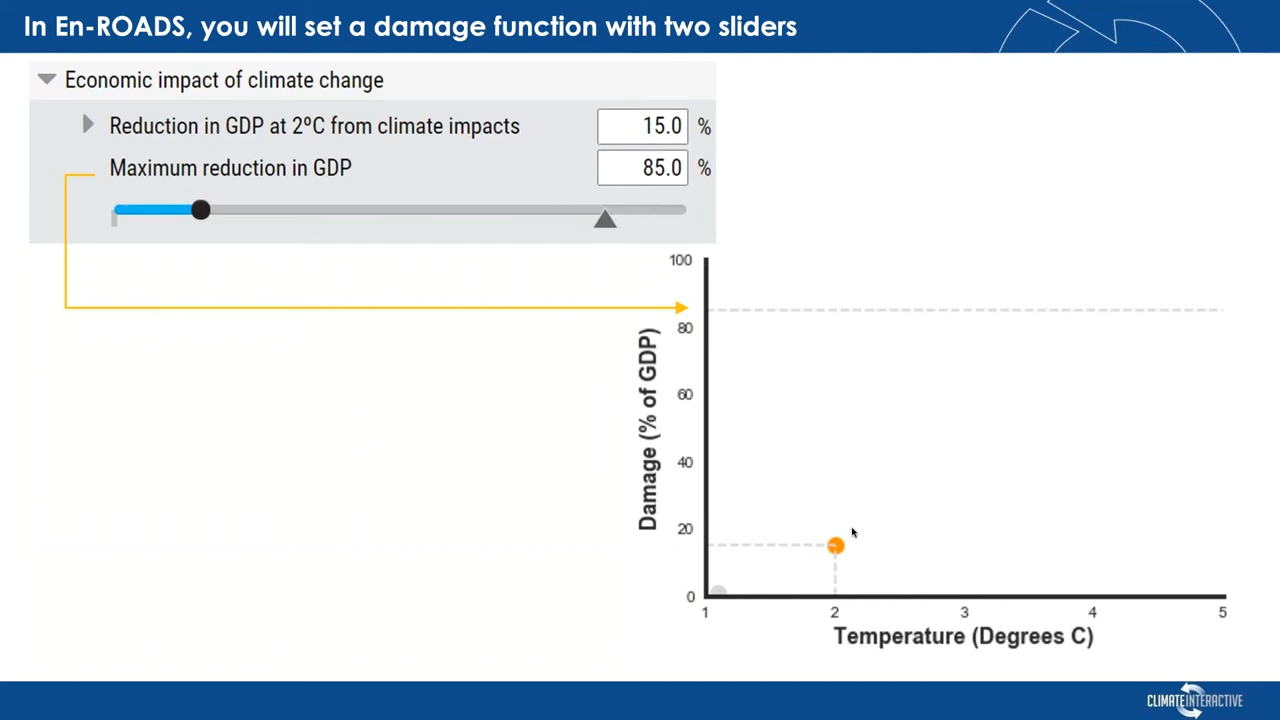 In En-ROADS, you will set a damage function with two sliders
Economic impact of climate change
Reduction in GDP at 2ºC from climate impacts 15.0 %
Maximum reduction in GDP 85.0 %
100
80
60
40
20
0
Damage (% of GDP)
1 2 3 4 5
Temperature (Degrees C)
CLIMATE INTERACTIVE